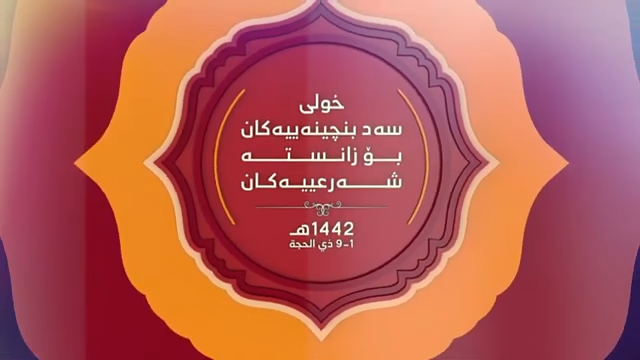 خولی
سەد بنچینەییەکان
بۆ زانستە
شەرعییەکان
1442هـ
1-9 ذي الحجة